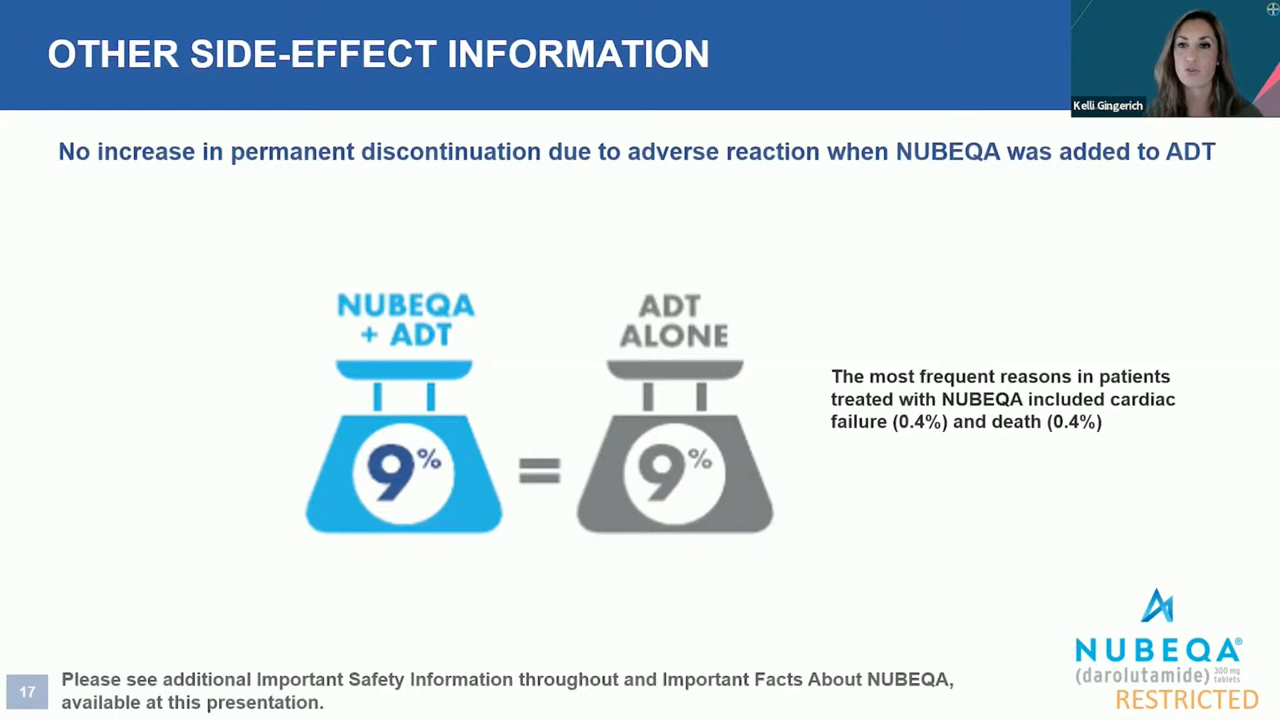 OTHER SIDE-EFFECT INFORMATION
Kelli Gingerich
No increase in permanent discontinuation due to adverse reaction when NUBEQA was added to ADT
NUBEQA
+ ADT
9%
=
ADT
ALONE
9%
The most frequent reasons in patients
treated with NUBEQA included cardiac
failure (0.4%) and death (0.4%)
NUBEQA®
(darolutamide) 300 mg
tablets
RESTRICTED
17
Please see additional Important Safety Information throughout and Important Facts About NUBEQA,
available at this presentation.